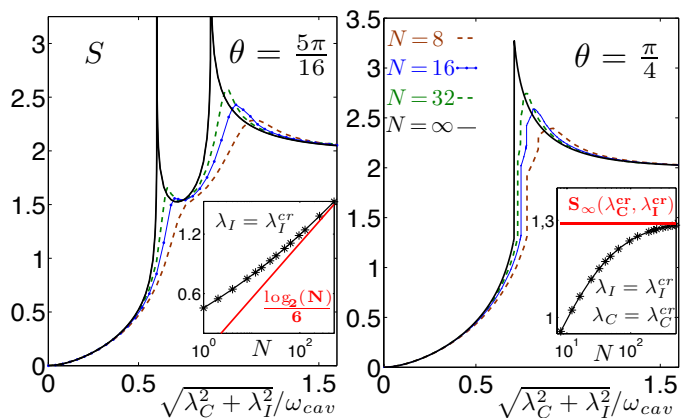 S
θ = 5π/16
3
2.5
2
1.5
1
0.5
0
0
0.5
1
1.5
√λ_C^2 + λ_I^2/ω_cav
λ_I = λ_I^cr
1.2
0.6
log_2(N)/6
10^0
N
10^2
N = 8 - -
N = 16
N = 32 - -
N = ∞ —
θ = π/4
3.5
3
2.5
2
1.5
1
0.5
0
0
0.5
1
1.5
√λ_C^2 + λ_I^2/ω_cav
S_∞(λ_C^cr, λ_I^cr)
1,3
λ_I = λ_I^cr
λ_C = λ_C^cr
1
10^1
N
10^2